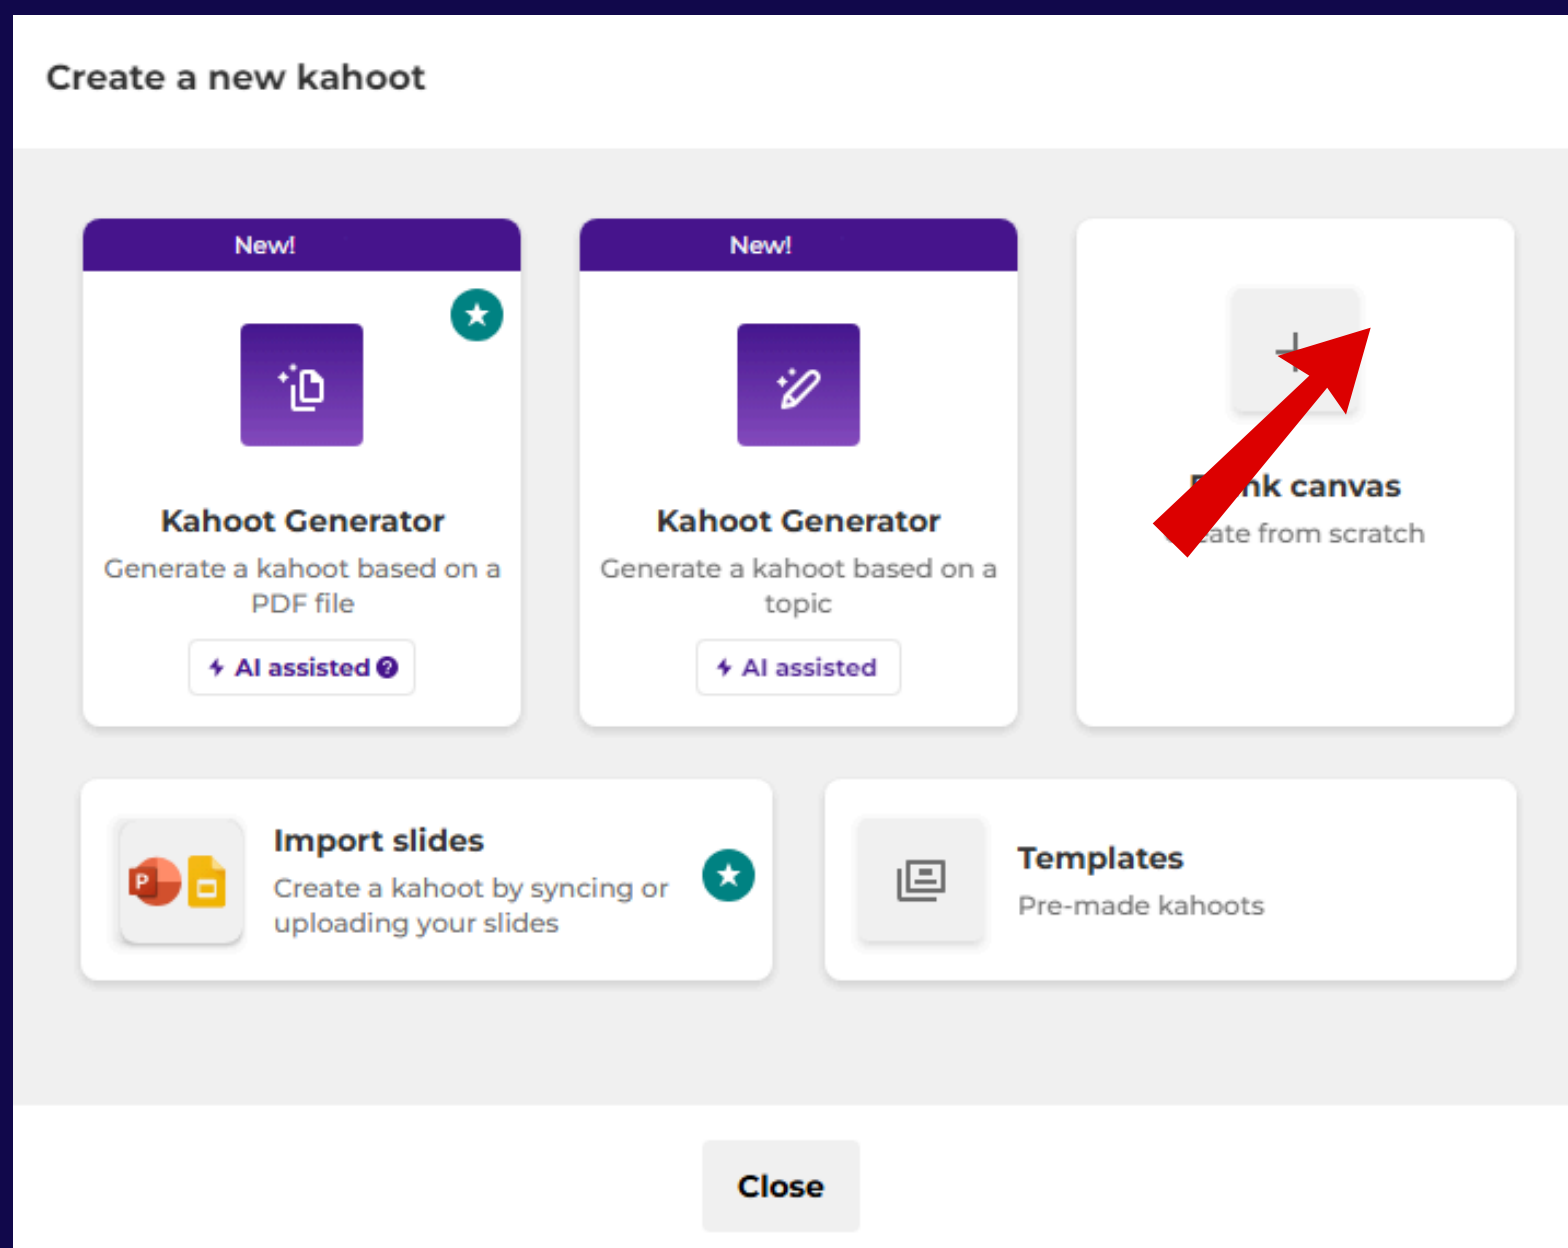 Create a new kahoot
New!
Kahoot Generator
Generate a kahoot based on a
PDF file
AI assisted ?
New!
Kahoot Generator
Generate a kahoot based on a
topic
AI assisted
canvas
from scratch
P
Import slides
Create a kahoot by syncing or
uploading your slides
Templates
Pre-made kahoots
Close